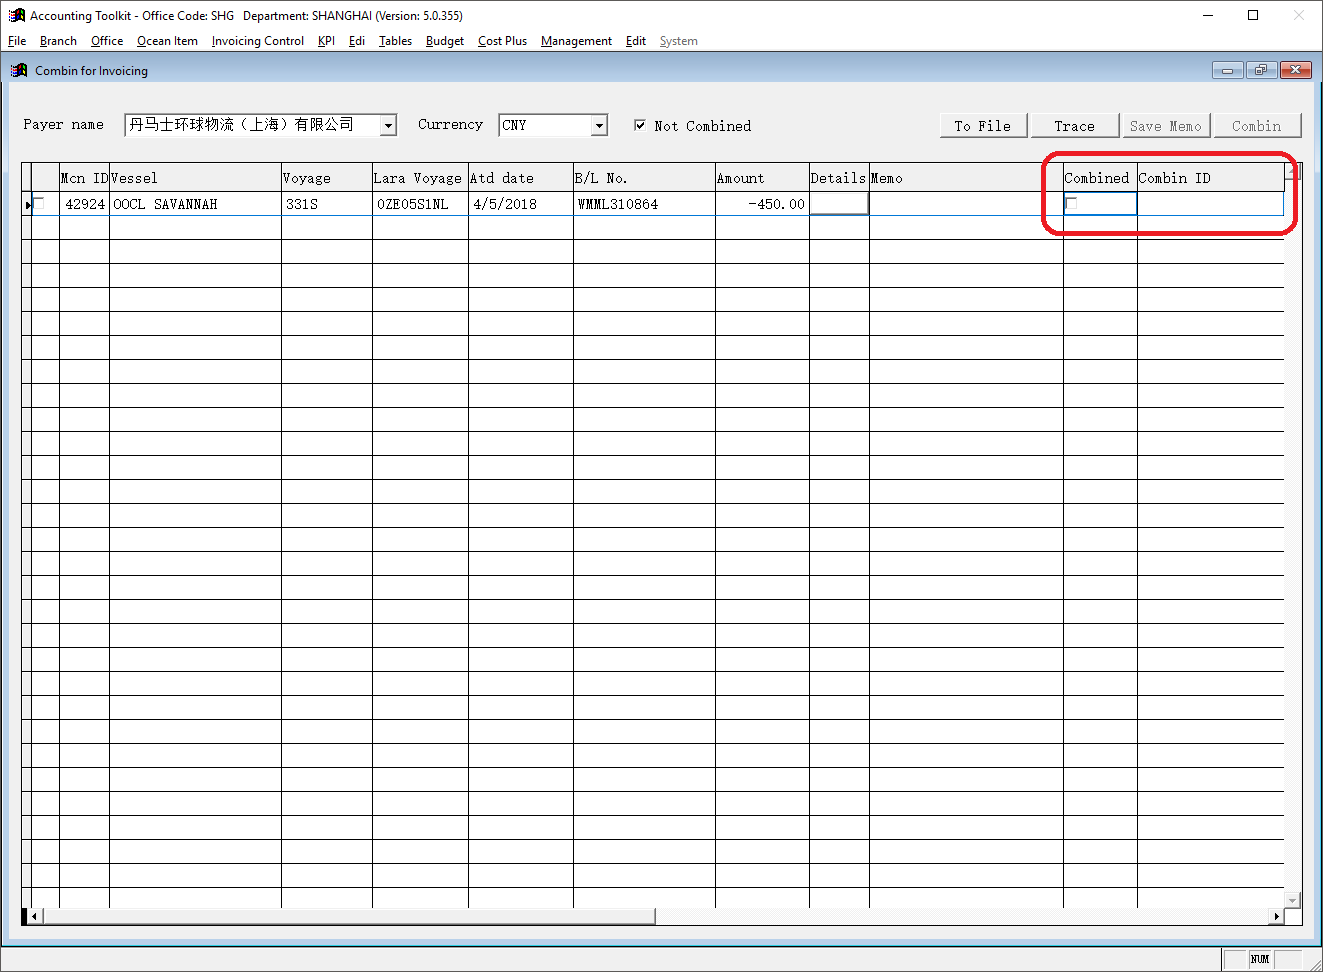 Accounting Toolkit - Office Code: SHG Department: SHANGHAI (Version: 5.0.355)
File Branch Office Ocean Item Invoicing Control KPI Edi Tables Budget Cost Plus Management Edit System
Combin for Invoicing
Payer name 丹马士环球物流（上海）有限公司 Currency CNY Not Combined To File Trace Save Memo Combin
Mcn ID Vessel Voyage Lara Voyage Atd date B/L No. Amount Details Memo Combined Combin ID
42924 OOCL SAVANNAH 331S 0ZE05S1NL 4/5/2018 WMML310864 -450.00
NUM